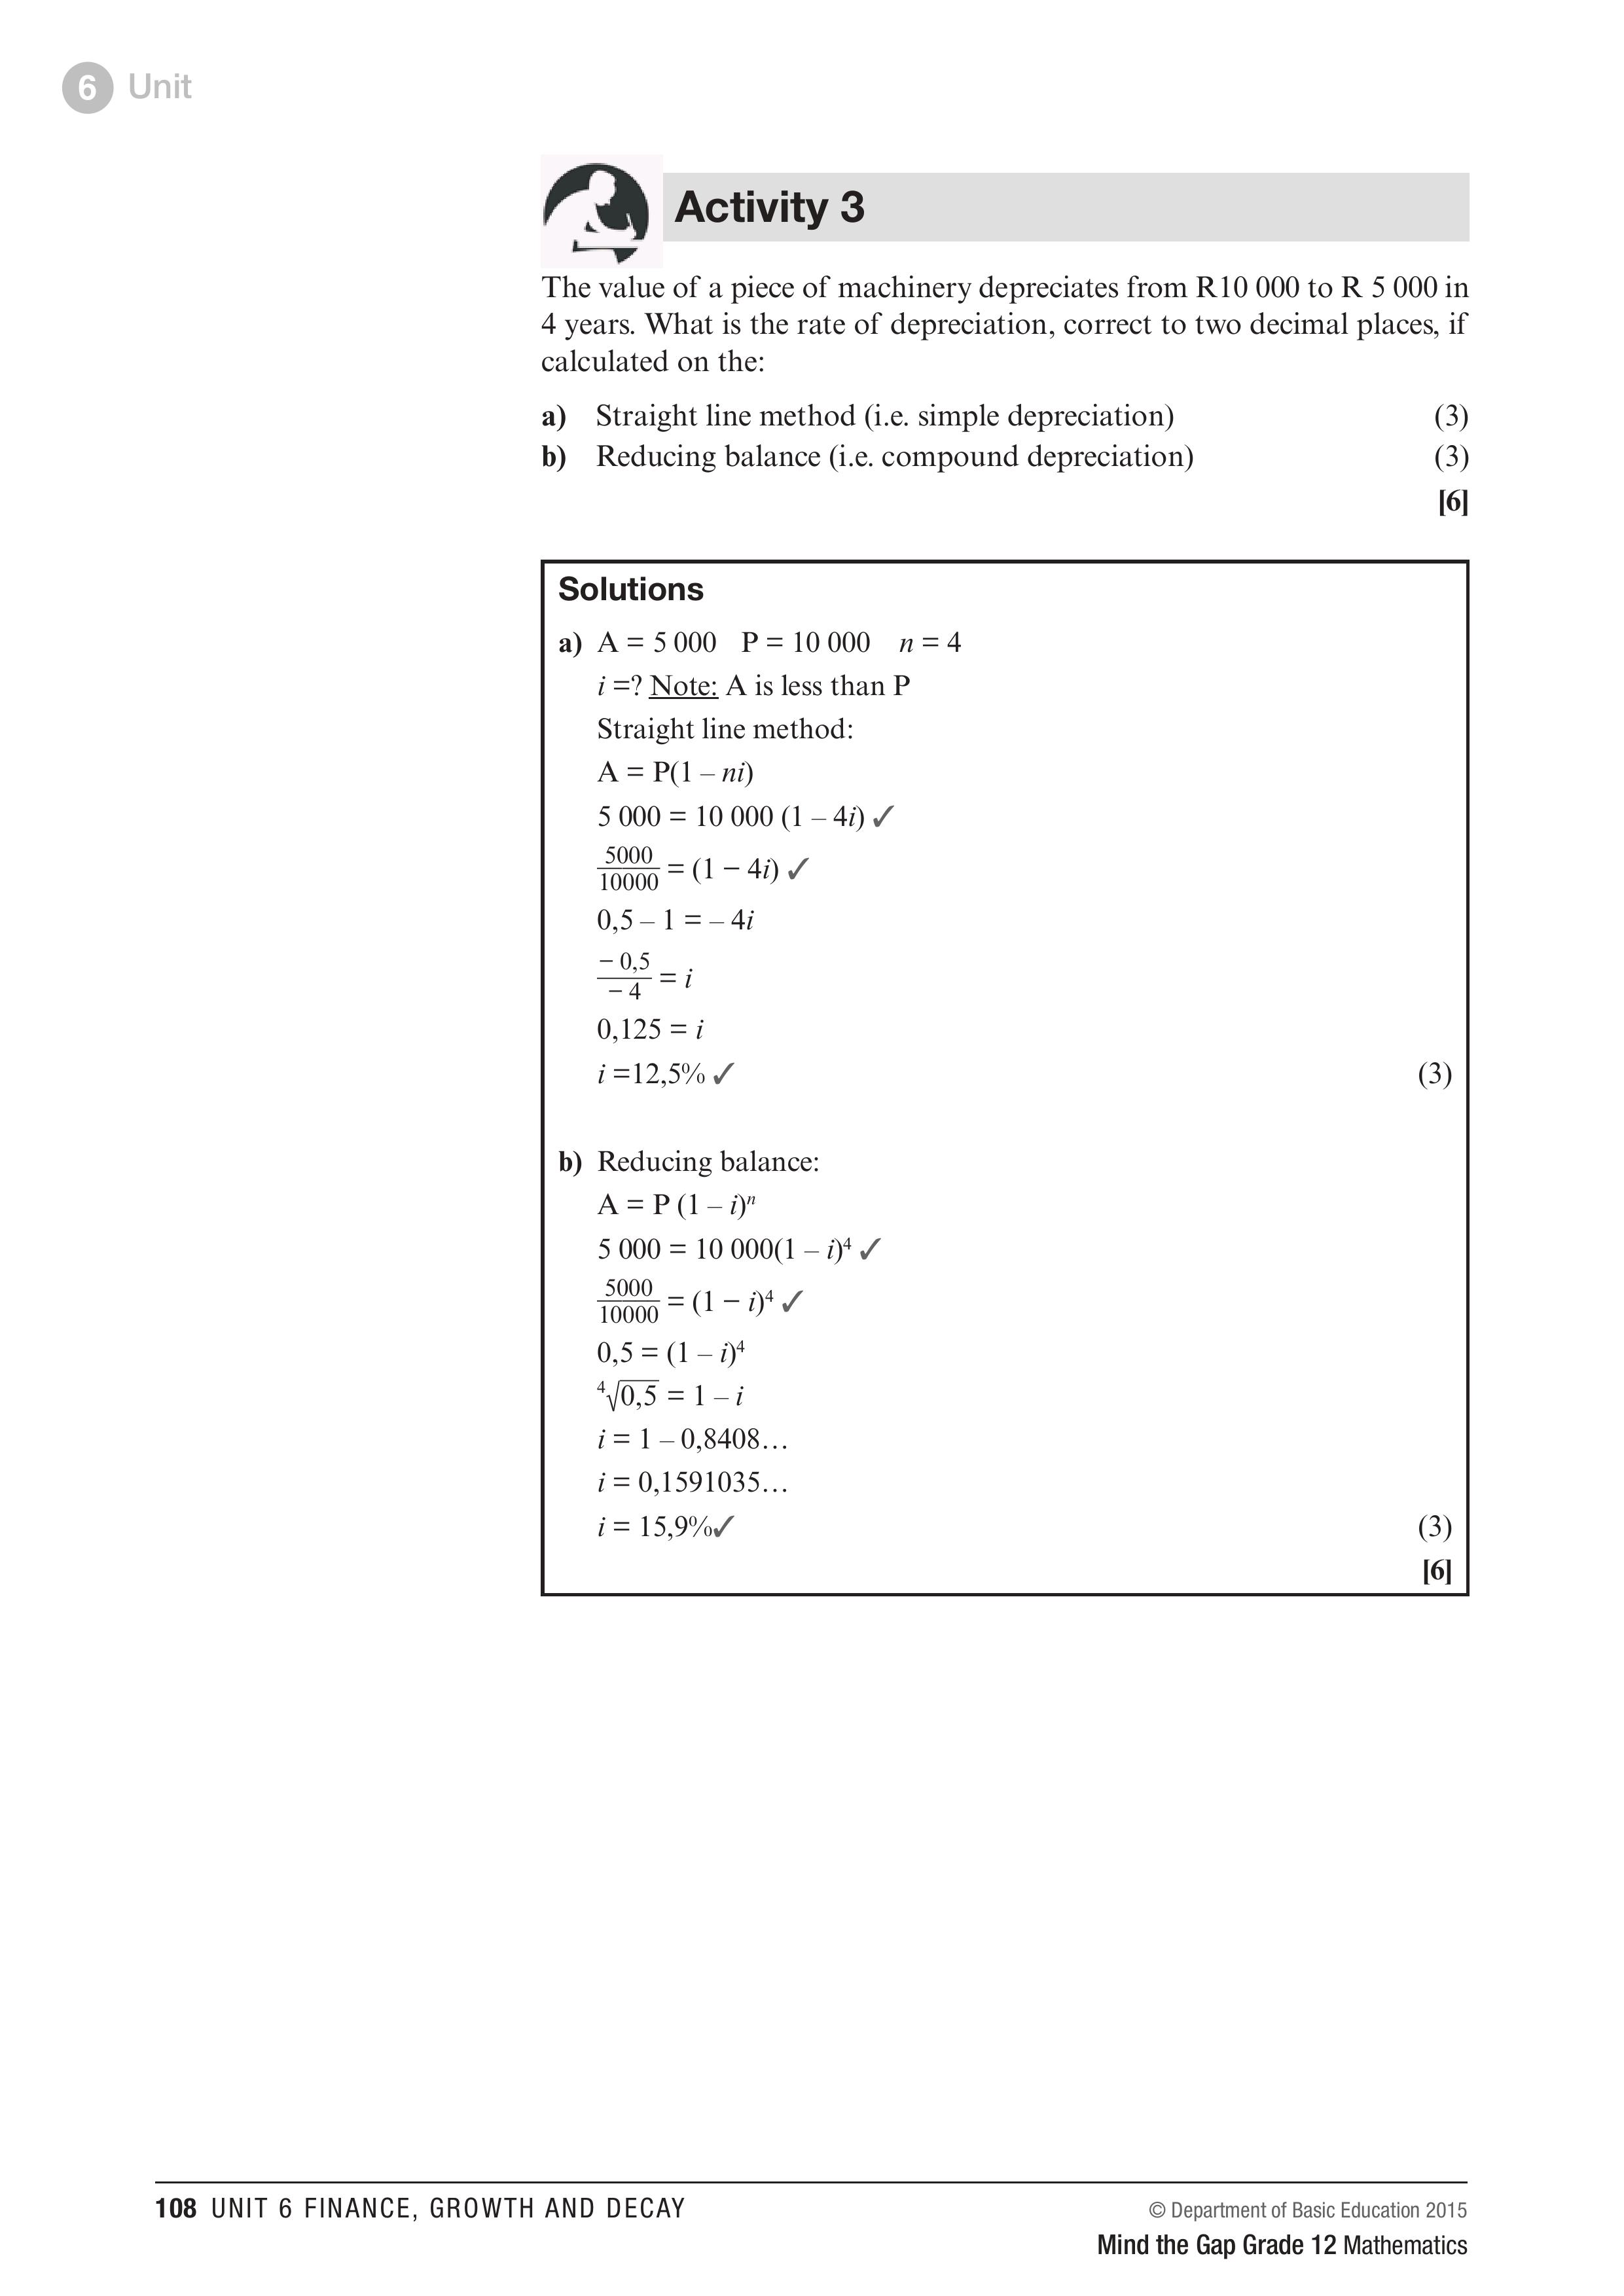 6 Unit
Activity 3
The value of a piece of machinery depreciates from R10 000 to R 5 000 in
4 years. What is the rate of depreciation, correct to two decimal places, if
calculated on the:
a) Straight line method (i.e. simple depreciation) (3)
b) Reducing balance (i.e. compound depreciation) (3)
[6]
Solutions
a) A = 5 000 P = 10 000 n = 4
i =? Note: A is less than P
Straight line method:
A = P(1 – ni)
5 000 = 10 000 (1 – 4i) ✓
5000/10000 = (1 − 4i) ✓
0,5 – 1 = – 4i
− 0,5/− 4 = i
0,125 = i
i =12,5% ✓ (3)
b) Reducing balance:
A = P (1 – i)ⁿ
5 000 = 10 000(1 – i)⁴ ✓
5000/10000 = (1 − i)⁴ ✓
0,5 = (1 – i)⁴
⁴√0,5 = 1 – i
i = 1 – 0,8408…
i = 0,1591035…
i = 15,9%✓ (3)
[6]
108 UNIT 6 FINANCE, GROWTH AND DECAY
© Department of Basic Education 2015
Mind the Gap Grade 12 Mathematics